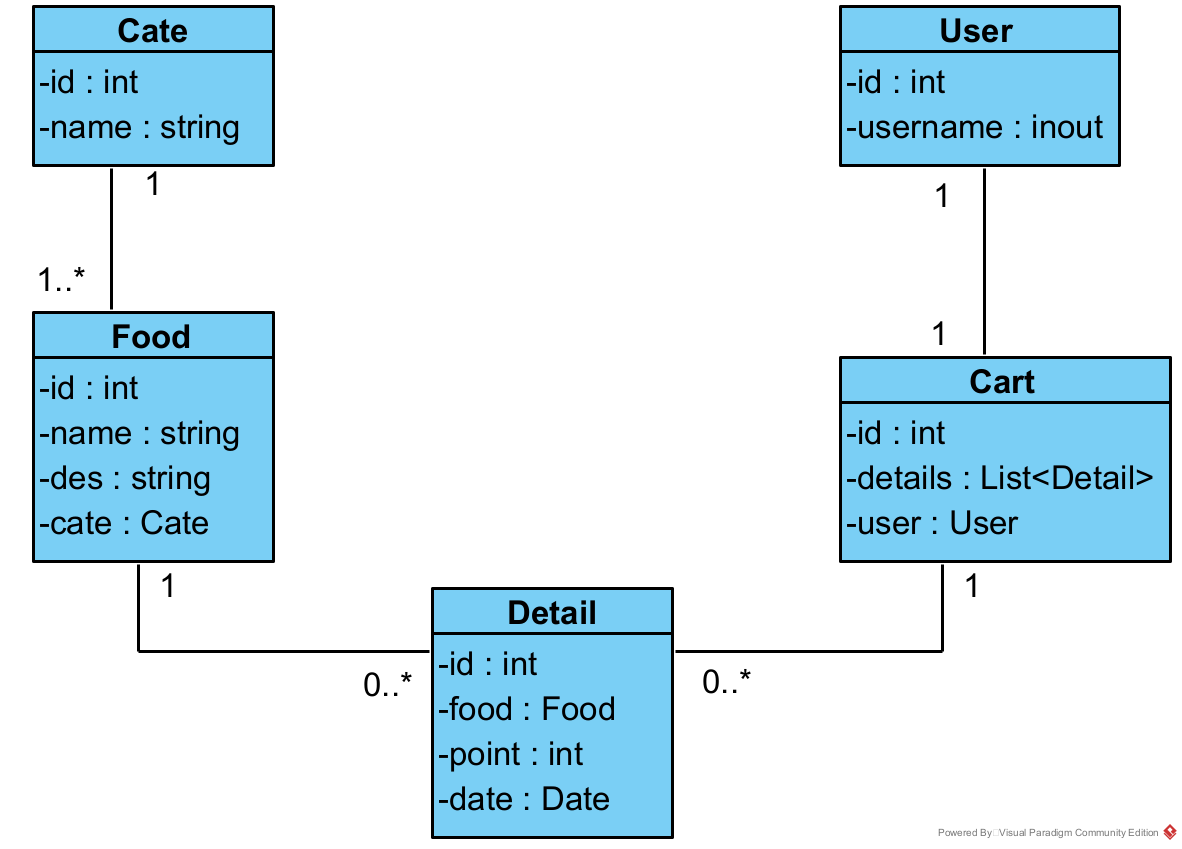 Cate
-id : int
-name : string
1
1..*
Food
-id : int
-name : string
-des : string
-cate : Cate
1
0..*
Detail
-id : int
-food : Food
-point : int
-date : Date
User
-id : int
-username : inout
1
1
Cart
-id : int
-details : List<Detail>
-user : User
1
0..*
Powered By Visual Paradigm Community Edition